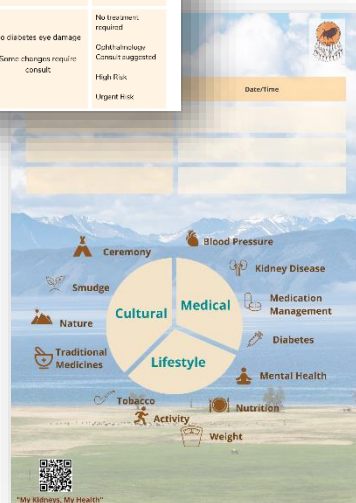 No treatment
required
o diabetes eye damage
Ophthalmology
Consult suggested
Some changes require
consult
High Risk
Urgent Risk
Date/Time
Blood Pressure
Ceremony
Kidney Disease
Smudge
Medication
Management
Cultural
Medical
Nature
Diabetes
Traditional
Medicines
Lifestyle
Mental Health
Tobacco
Nutrition
Activity
Weight
"My Kidneys, My Health"